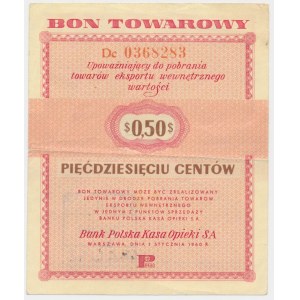 BON TOWAROWY
Dc 0368283
Upoważniający do pobrania
towarów eksportu wewnętrznego
wartości
$0,50$
PIĘĆDZIESIĘCIU CENTÓW
BON TOWAROWY MOŻE BYĆ ZREALIZOWANY
JEDYNIE W DRODZE POBRANIA TOWARÓW
EKSPORTU WEWNĘTRZNEGO
W JEDNYM Z PUNKTÓW SPRZEDAŻY
BANKU POLSKA KASA OPIEKI S.A.
Bank Polska Kasa Opieki SA
WARSZAWA, DNIA 1 STYCZNIA 1960 R.